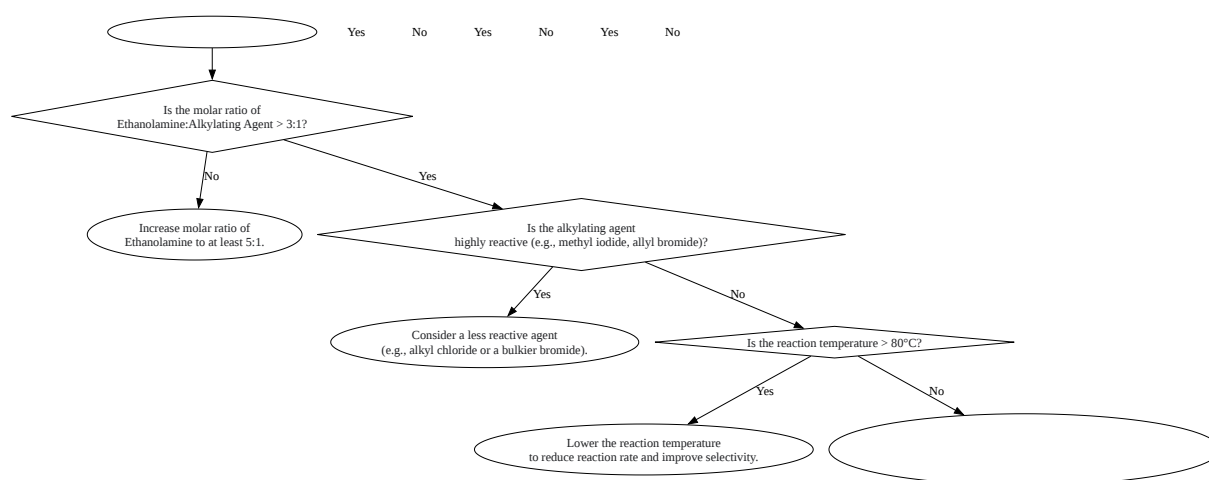 Yes No Yes No Yes No
Is the molar ratio of
Ethanolamine:Alkylating Agent > 3:1?
No
Yes
Increase molar ratio of
Ethanolamine to at least 5:1.
Is the alkylating agent
highly reactive (e.g., methyl iodide, allyl bromide)?
Yes
No
Consider a less reactive agent
(e.g., alkyl chloride or a bulkier bromide).
Is the reaction temperature > 80°C?
Yes
No
Lower the reaction temperature
to reduce reaction rate and improve selectivity.